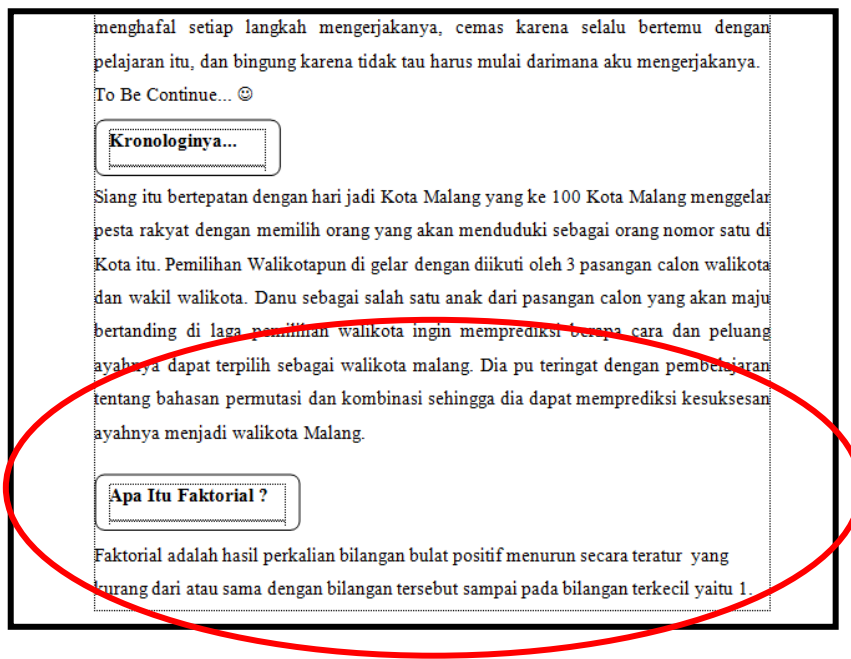 menghafal setiap langkah mengerjakanya, cemas karena selalu bertemu dengan
pelajaran itu, dan bingung karena tidak tau harus mulai darimana aku mengerjakanya.
To Be Continue... ☺
Kronologinya...
Siang itu bertepatan dengan hari jadi Kota Malang yang ke 100 Kota Malang menggelar
pesta rakyat dengan memilih orang yang akan menduduki sebagai orang nomor satu di
Kota itu. Pemilihan Walikotapun di gelar dengan diikuti oleh 3 pasangan calon walikota
dan wakil walikota. Danu sebagai salah satu anak dari pasangan calon yang akan maju
bertanding di laga pemilihan walikota ingin memprediksi berapa cara dan peluang
ayahnya dapat terpilih sebagai walikota malang. Dia pu teringat dengan pembelajaran
tentang bahasan permutasi dan kombinasi sehingga dia dapat memprediksi kesuksesan
ayahnya menjadi walikota Malang.
Apa Itu Faktorial ?
Faktorial adalah hasil perkalian bilangan bulat positif menurun secara teratur yang
kurang dari atau sama dengan bilangan tersebut sampai pada bilangan terkecil yaitu 1.